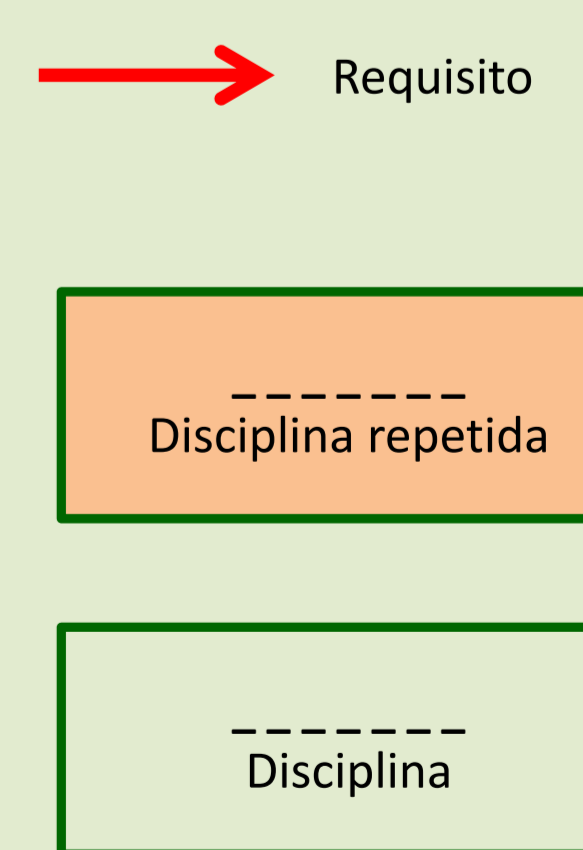 Requisito
_ _ _ _ _ _ _
Disciplina repetida
_ _ _ _ _ _ _
Disciplina